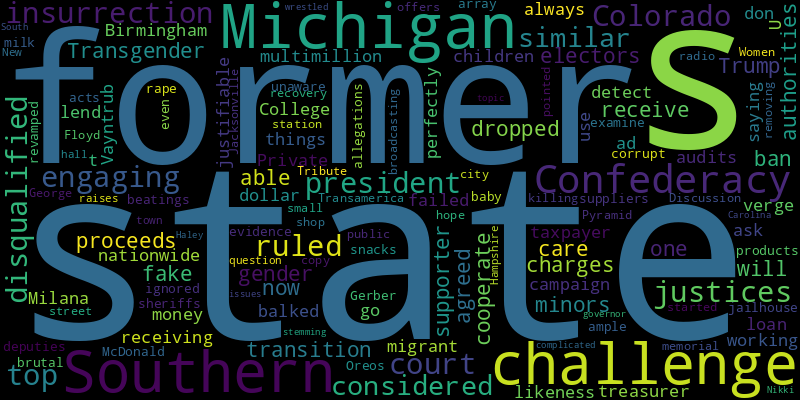 South wrestled offers array always don U
insurrection Michigan Colorado authorities
Birmingham similar
milk Transgender multimillion electors Women
New former S Trump
unaware children radio
rape recovery detect saying
disqualified revamped acts lend Vayntrub even justifiable Jacksonville College allegations broadcasting perfectly pointed receive removing
Floyd station dropped use examine
things ad
hall t topic corrupt audits ban
Private Tribute city
engaging able president Confederacy
George raises dollar Transamerica failed baby killing suppliers Discussion verge
beatings small hope Pyramid Carolina
town shop state
proceeds Haley evidence ruled public supporter agreed cooperate Hampshire taxpayer one ask
nationwide question copy snacks care will products
fake gender charges
ignored issues now Gerber campaign justices
Milana sheriffs go minors started jailhouse
street money balked governor ample loan
receiving stemming
deputies complicated memorial working
brutal McDonald transition migrant
top Southern Oreos court challenge
considered likeness treasurer Nikki